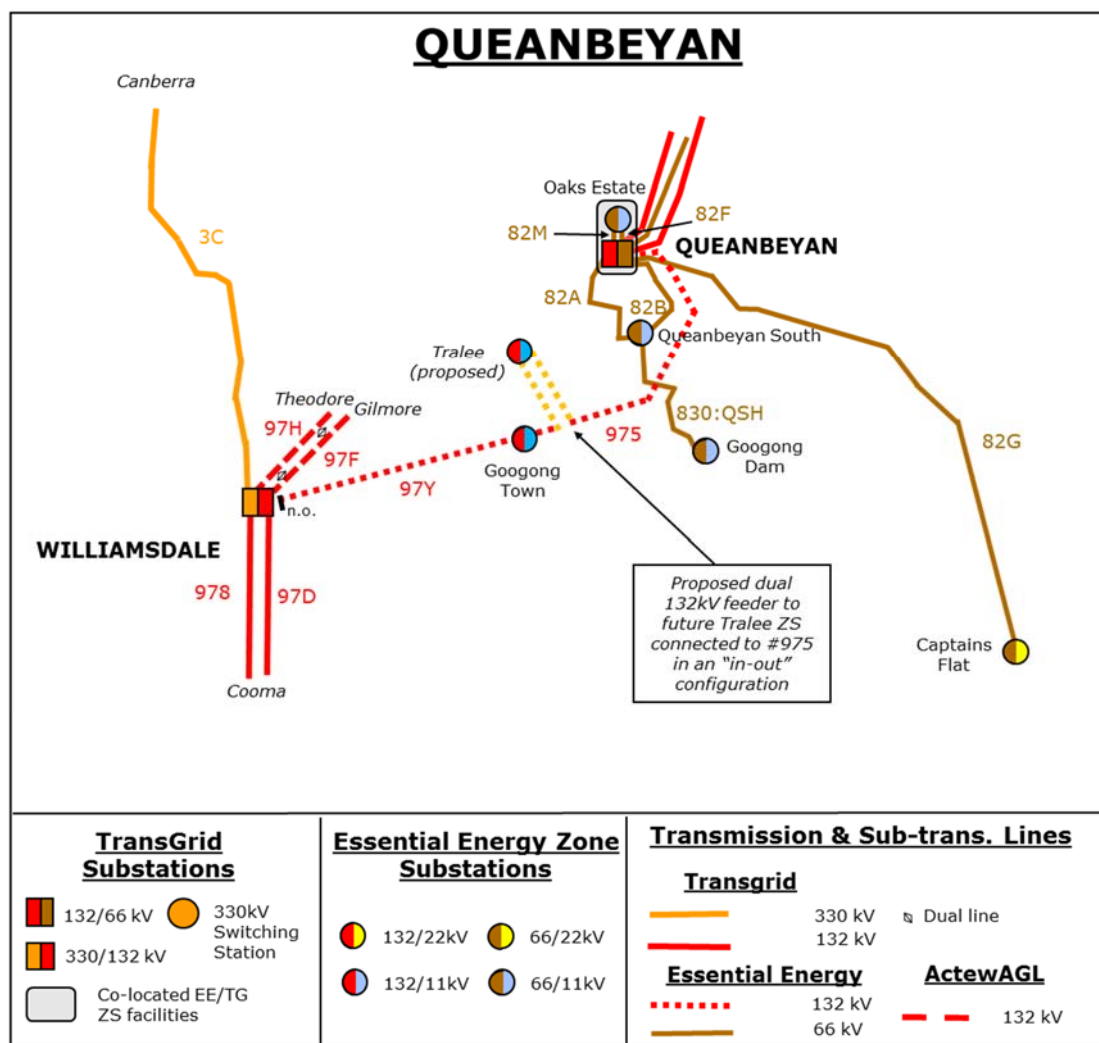 QUEANBEYAN
Canberra
Oaks Estate
82F
82M
QUEANBEYAN
3C
82A
82B
Queanbeyan South
Tralee
(proposed)
Theodore
Gilmore
97H
97F
830:QSH
975
82G
Googong
Town
Googong
Dam
97Y
n.o.
WILLIAMSDALE
978
97D
Proposed dual
132kV feeder to
future Tralee ZS
connected to #975
in an “in-out”
configuration
Captains
Flat
Cooma
TransGrid
Substations
132/66 kV
330kV
Switching
Station
330/132 kV
Co-located EE/TG
ZS facilities
Essential Energy Zone
Substations
132/22kV
66/22kV
132/11kV
66/11kV
Transmission & Sub-trans. Lines
Transgrid
330 kV
Dual line
132 kV
Essential Energy
ActewAGL
132 kV
132 kV
66 kV